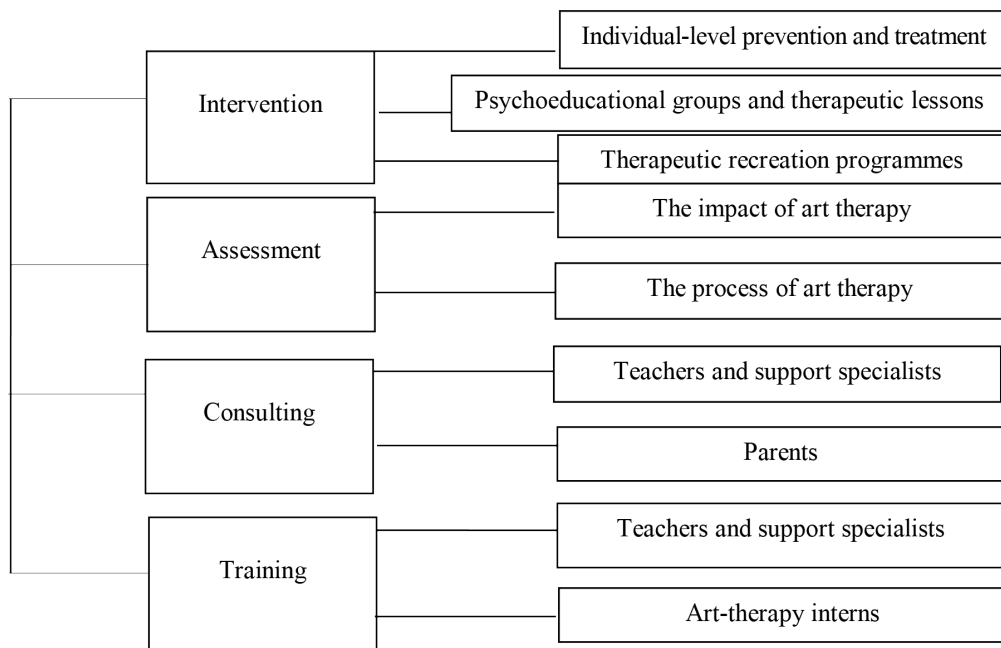 Intervention
Individual-level prevention and treatment
Psychoeducational groups and therapeutic lessons
Therapeutic recreation programmes
Assessment
The impact of art therapy
The process of art therapy
Consulting
Teachers and support specialists
Parents
Training
Teachers and support specialists
Art-therapy interns